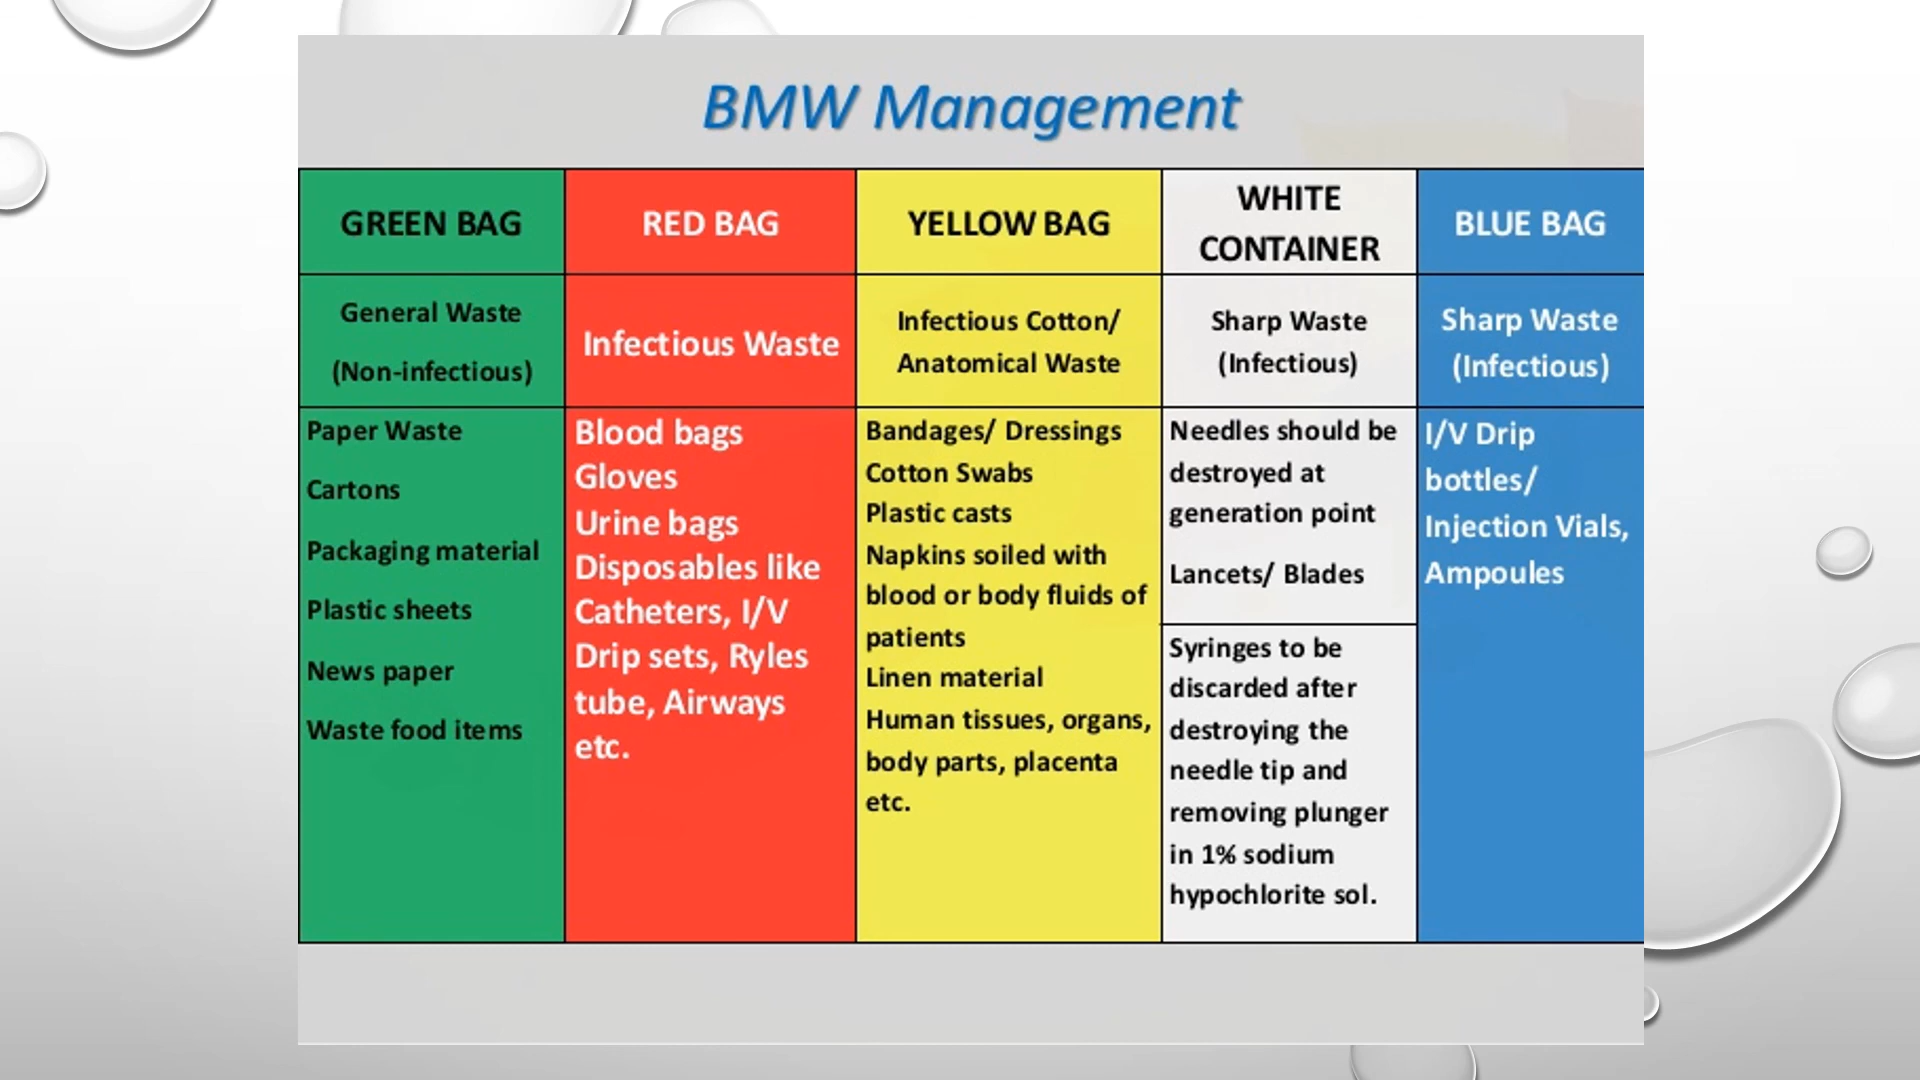 BMW Management
GREEN BAG
RED BAG
YELLOW BAG
WHITE
CONTAINER
BLUE BAG
General Waste
(Non-infectious)
Infectious Waste
Infectious Cotton/
Anatomical Waste
Sharp Waste
(Infectious)
Sharp Waste
(Infectious)
Paper Waste
Cartons
Packaging material
Plastic sheets
News paper
Waste food items
Blood bags
Gloves
Urine bags
Disposables like
Catheters, I/V
Drip sets, Ryles
tube, Airways
etc.
Bandages/ Dressings
Cotton Swabs
Plastic casts
Napkins soiled with
blood or body fluids of
patients
Linen material
Human tissues, organs,
body parts, placenta
etc.
Needles should be
destroyed at
generation point
Lancets/ Blades
Syringes to be
discarded after
destroying the
needle tip and
removing plunger
in 1% sodium
hypochlorite sol.
I/V Drip
bottles/
Injection Vials,
Ampoules